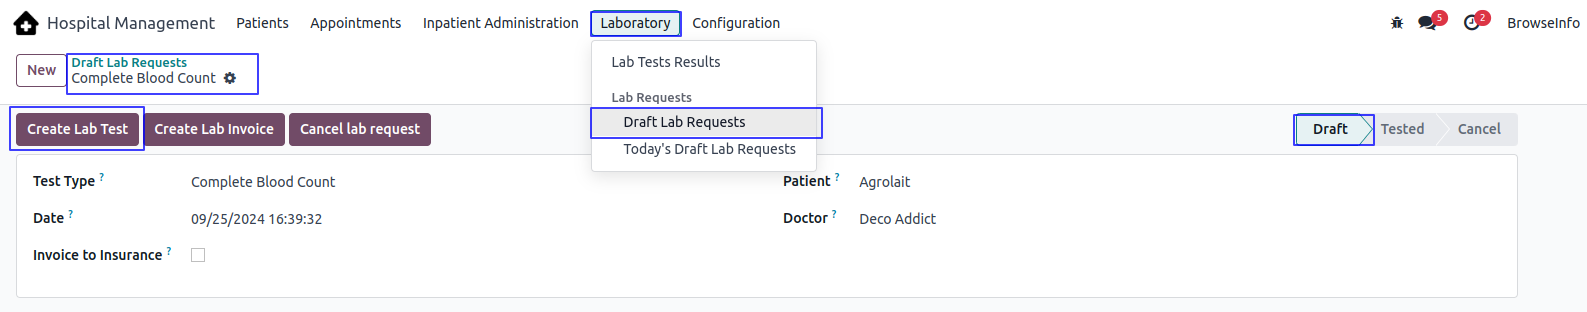 Hospital Management Patients Appointments Inpatient Administration Laboratory Configuration 5 2 BrowseInfo
New
Draft Lab Requests
Complete Blood Count
Lab Tests Results
Lab Requests
Draft Lab Requests
Today's Draft Lab Requests
Create Lab Test Create Lab Invoice Cancel lab request
Draft Tested Cancel
Test Type ? Complete Blood Count Patient ? Agrolait
Date ? 09/25/2024 16:39:32 Doctor ? Deco Addict
Invoice to Insurance ?